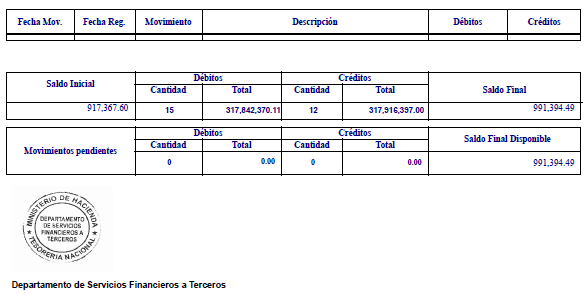 Fecha Mov. Fecha Reg. Movimiento Descripción Débitos Créditos
Saldo Inicial Débitos Créditos Saldo Final
Cantidad Total Cantidad Total
917,367.60 15 317,842,370.11 12 317,916,397.00 991,394.49
Movimientos pendientes Débitos Créditos Saldo Final Disponible
Cantidad Total Cantidad Total
0 0.00 0 0.00 991,394.49
MINISTERIO DE HACIENDA
DEPARTAMENTO
DE SERVICIOS
FINANCIEROS A
TERCEROS
TESORERIA NACIONAL
Departamento de Servicios Financieros a Terceros